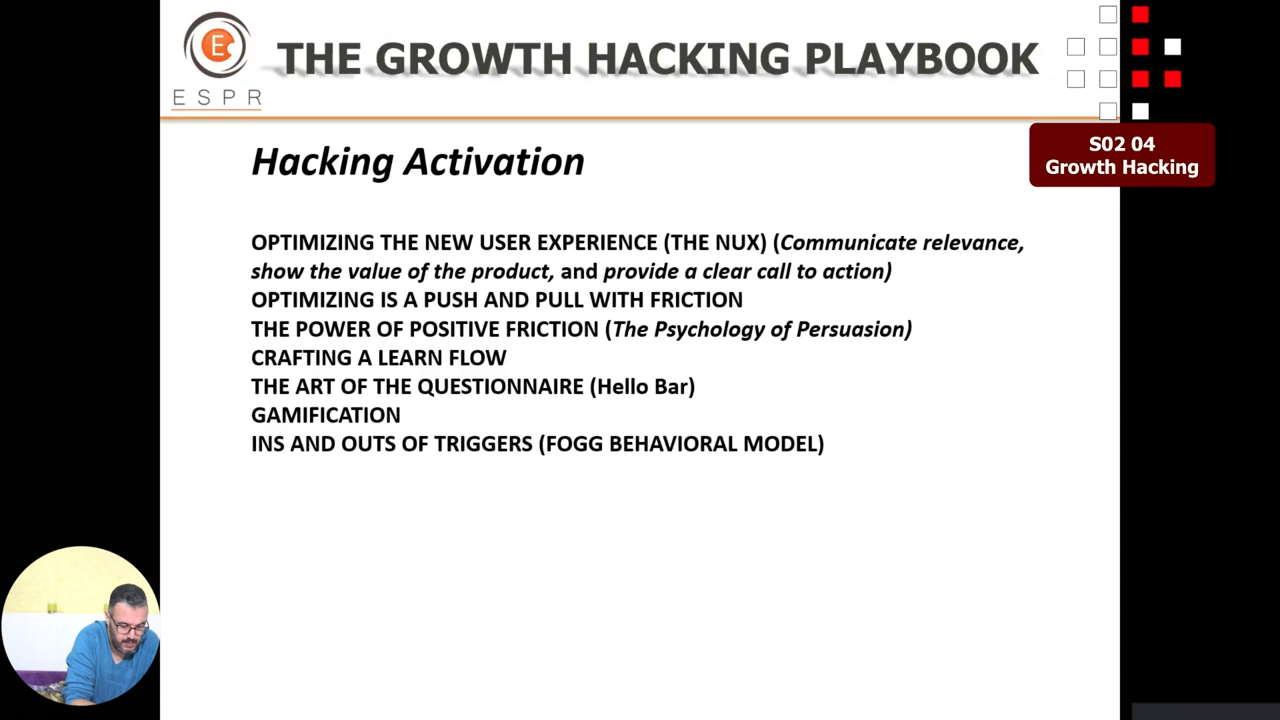 E
ESPR
THE GROWTH HACKING PLAYBOOK
S02 04
Growth Hacking
Hacking Activation
OPTIMIZING THE NEW USER EXPERIENCE (THE NUX) (Communicate relevance,
show the value of the product, and provide a clear call to action)
OPTIMIZING IS A PUSH AND PULL WITH FRICTION
THE POWER OF POSITIVE FRICTION (The Psychology of Persuasion)
CRAFTING A LEARN FLOW
THE ART OF THE QUESTIONNAIRE (Hello Bar)
GAMIFICATION
INS AND OUTS OF TRIGGERS (FOGG BEHAVIORAL MODEL)